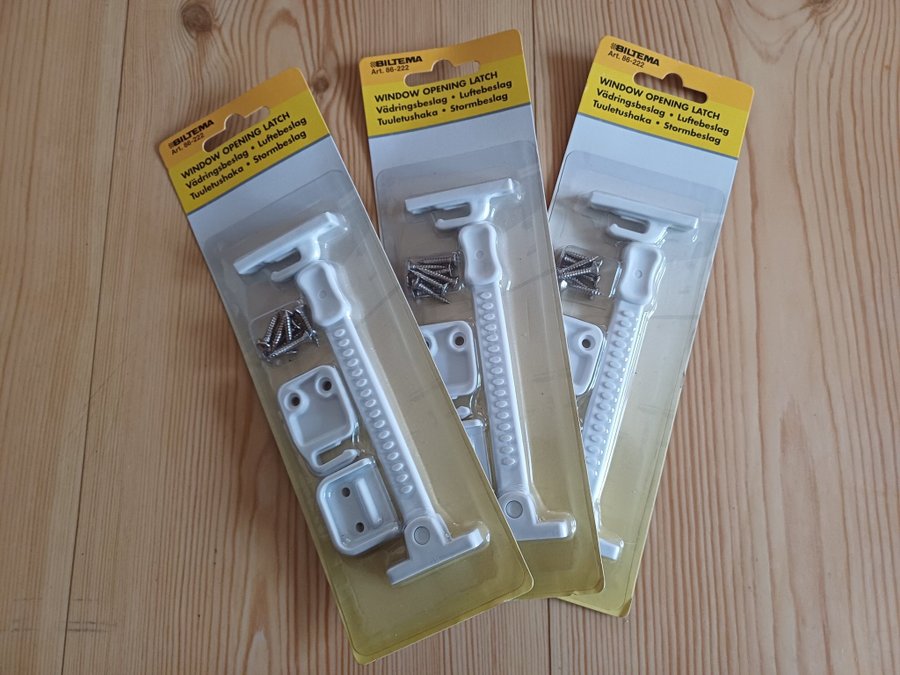 BILTEMA
Art. 86-222
WINDOW OPENING LATCH
Vädringsbeslag • Luftebeslag
Tuuletushaka • Stormbeslag
BILTEMA
Art. 86-222
WINDOW OPENING LATCH
Vädringsbeslag • Luftebeslag
Tuuletushaka • Stormbeslag
BILTEMA
Art. 86-222
WINDOW OPENING LATCH
Vädringsbeslag • Luftebeslag
Tuuletushaka • Stormbeslag